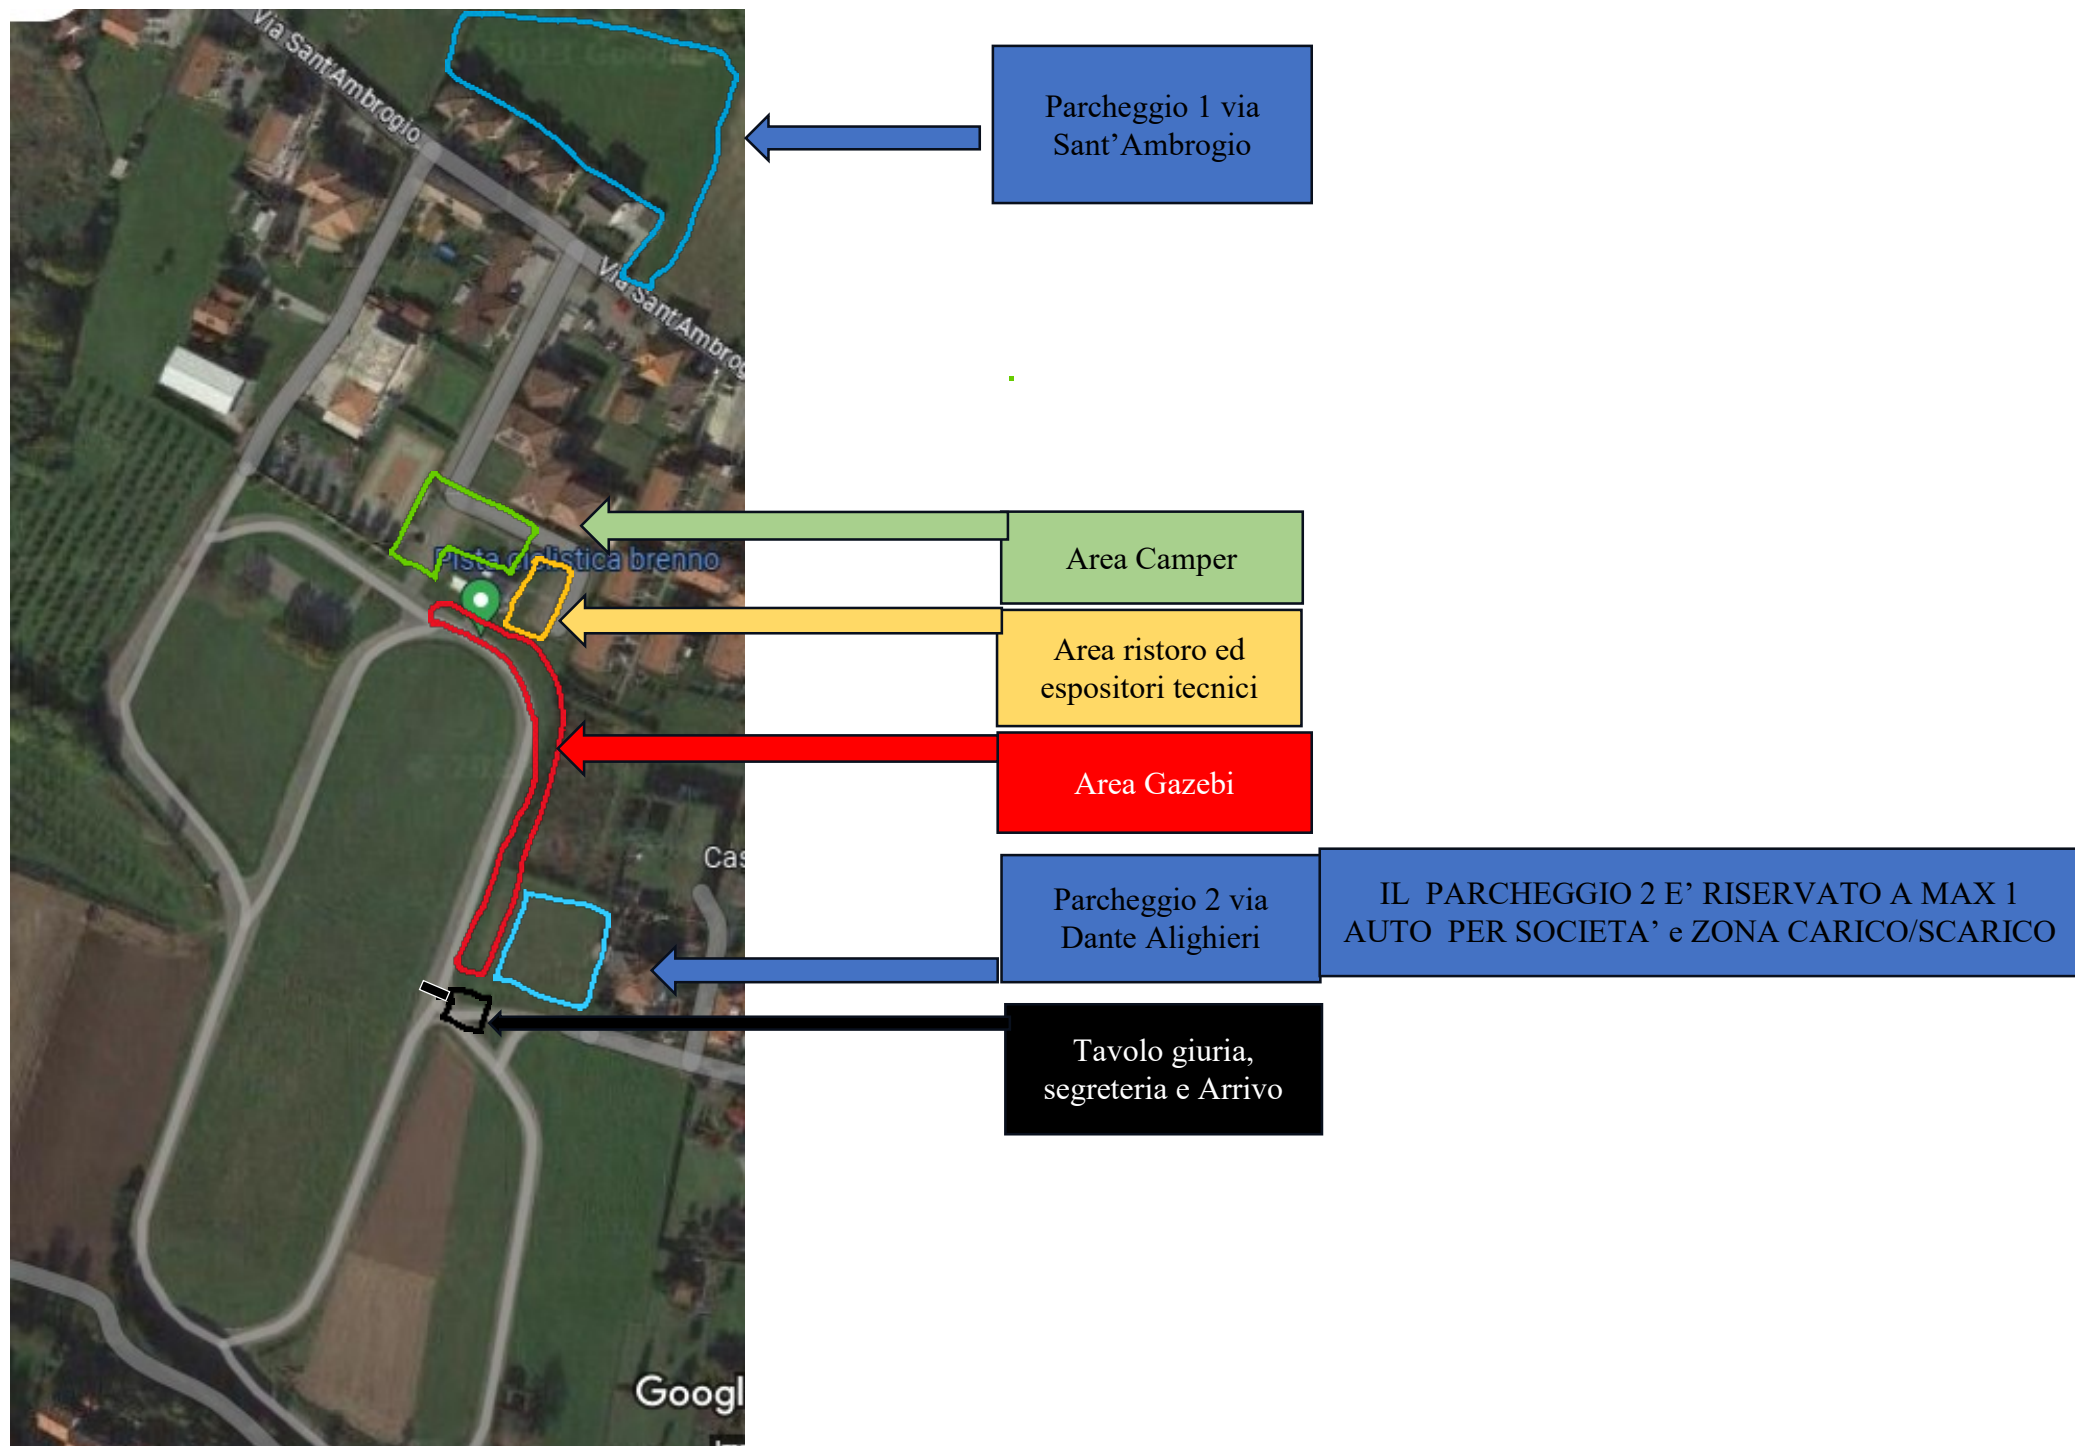 Via Sant'Ambrogio
Parcheggio 1 via
Sant’Ambrogio
Via Sant'Ambrog
Pista ciclistica brenno
Area Camper
Area ristoro ed
espositori tecnici
Area Gazebi
Cas
Parcheggio 2 via
Dante Alighieri
IL PARCHEGGIO 2 E’ RISERVATO A MAX 1
AUTO PER SOCIETA’ e ZONA CARICO/SCARICO
Tavolo giuria,
segreteria e Arrivo
Googl